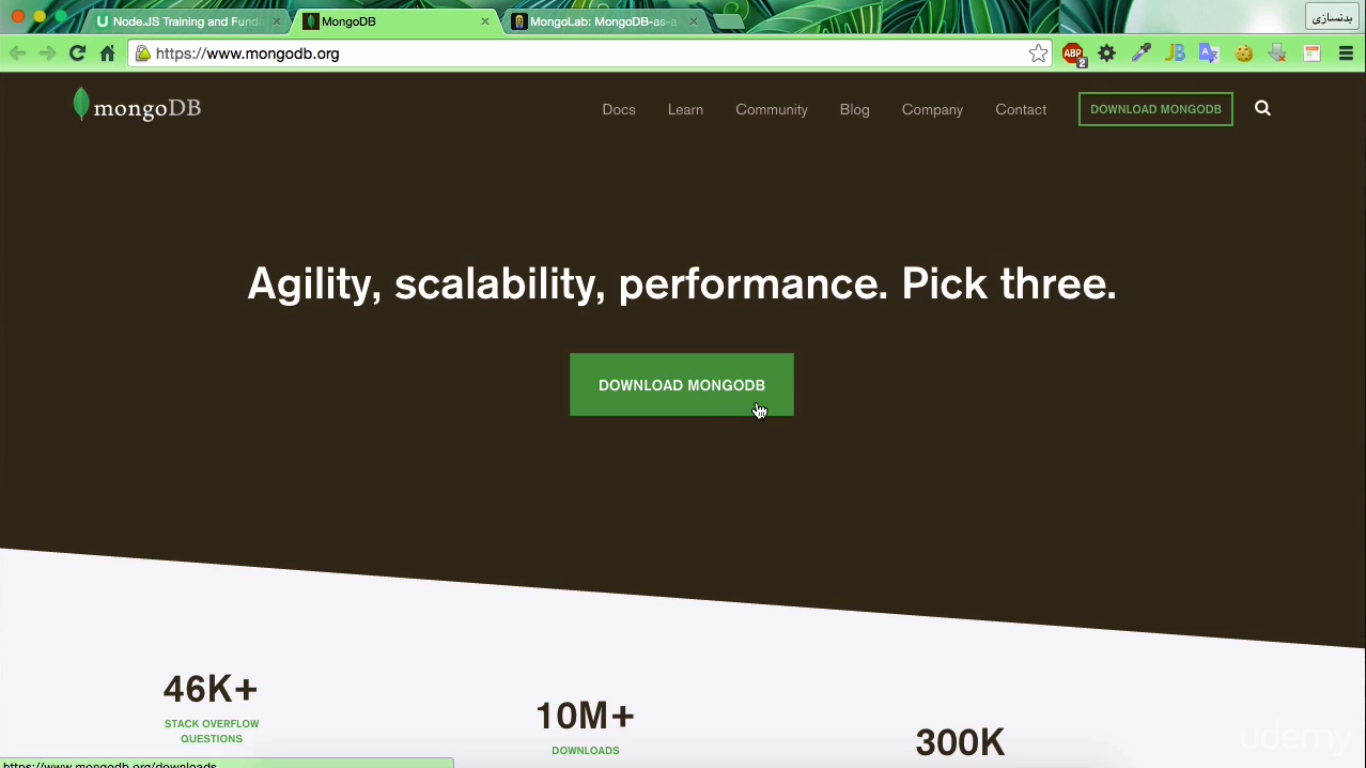 Node.JS Training and Funda
MongoDB
MongoLab: MongoDB-as-a
بدنسازی
https://www.mongodb.org
ABP
2
JB
mongoDB
Docs
Learn
Community
Blog
Company
Contact
DOWNLOAD MONGODB
Agility, scalability, performance. Pick three.
DOWNLOAD MONGODB
46K+
STACK OVERFLOW
QUESTIONS
10M+
DOWNLOADS
300K
udemy
https://www.mongodb.org/downloads